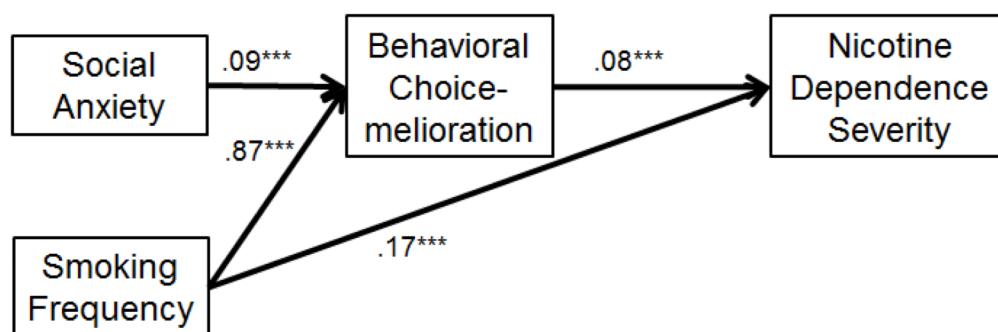 Social
Anxiety
.09***
Behavioral
Choice-
melioration
.08***
Nicotine
Dependence
Severity
.87***
.17***
Smoking
Frequency